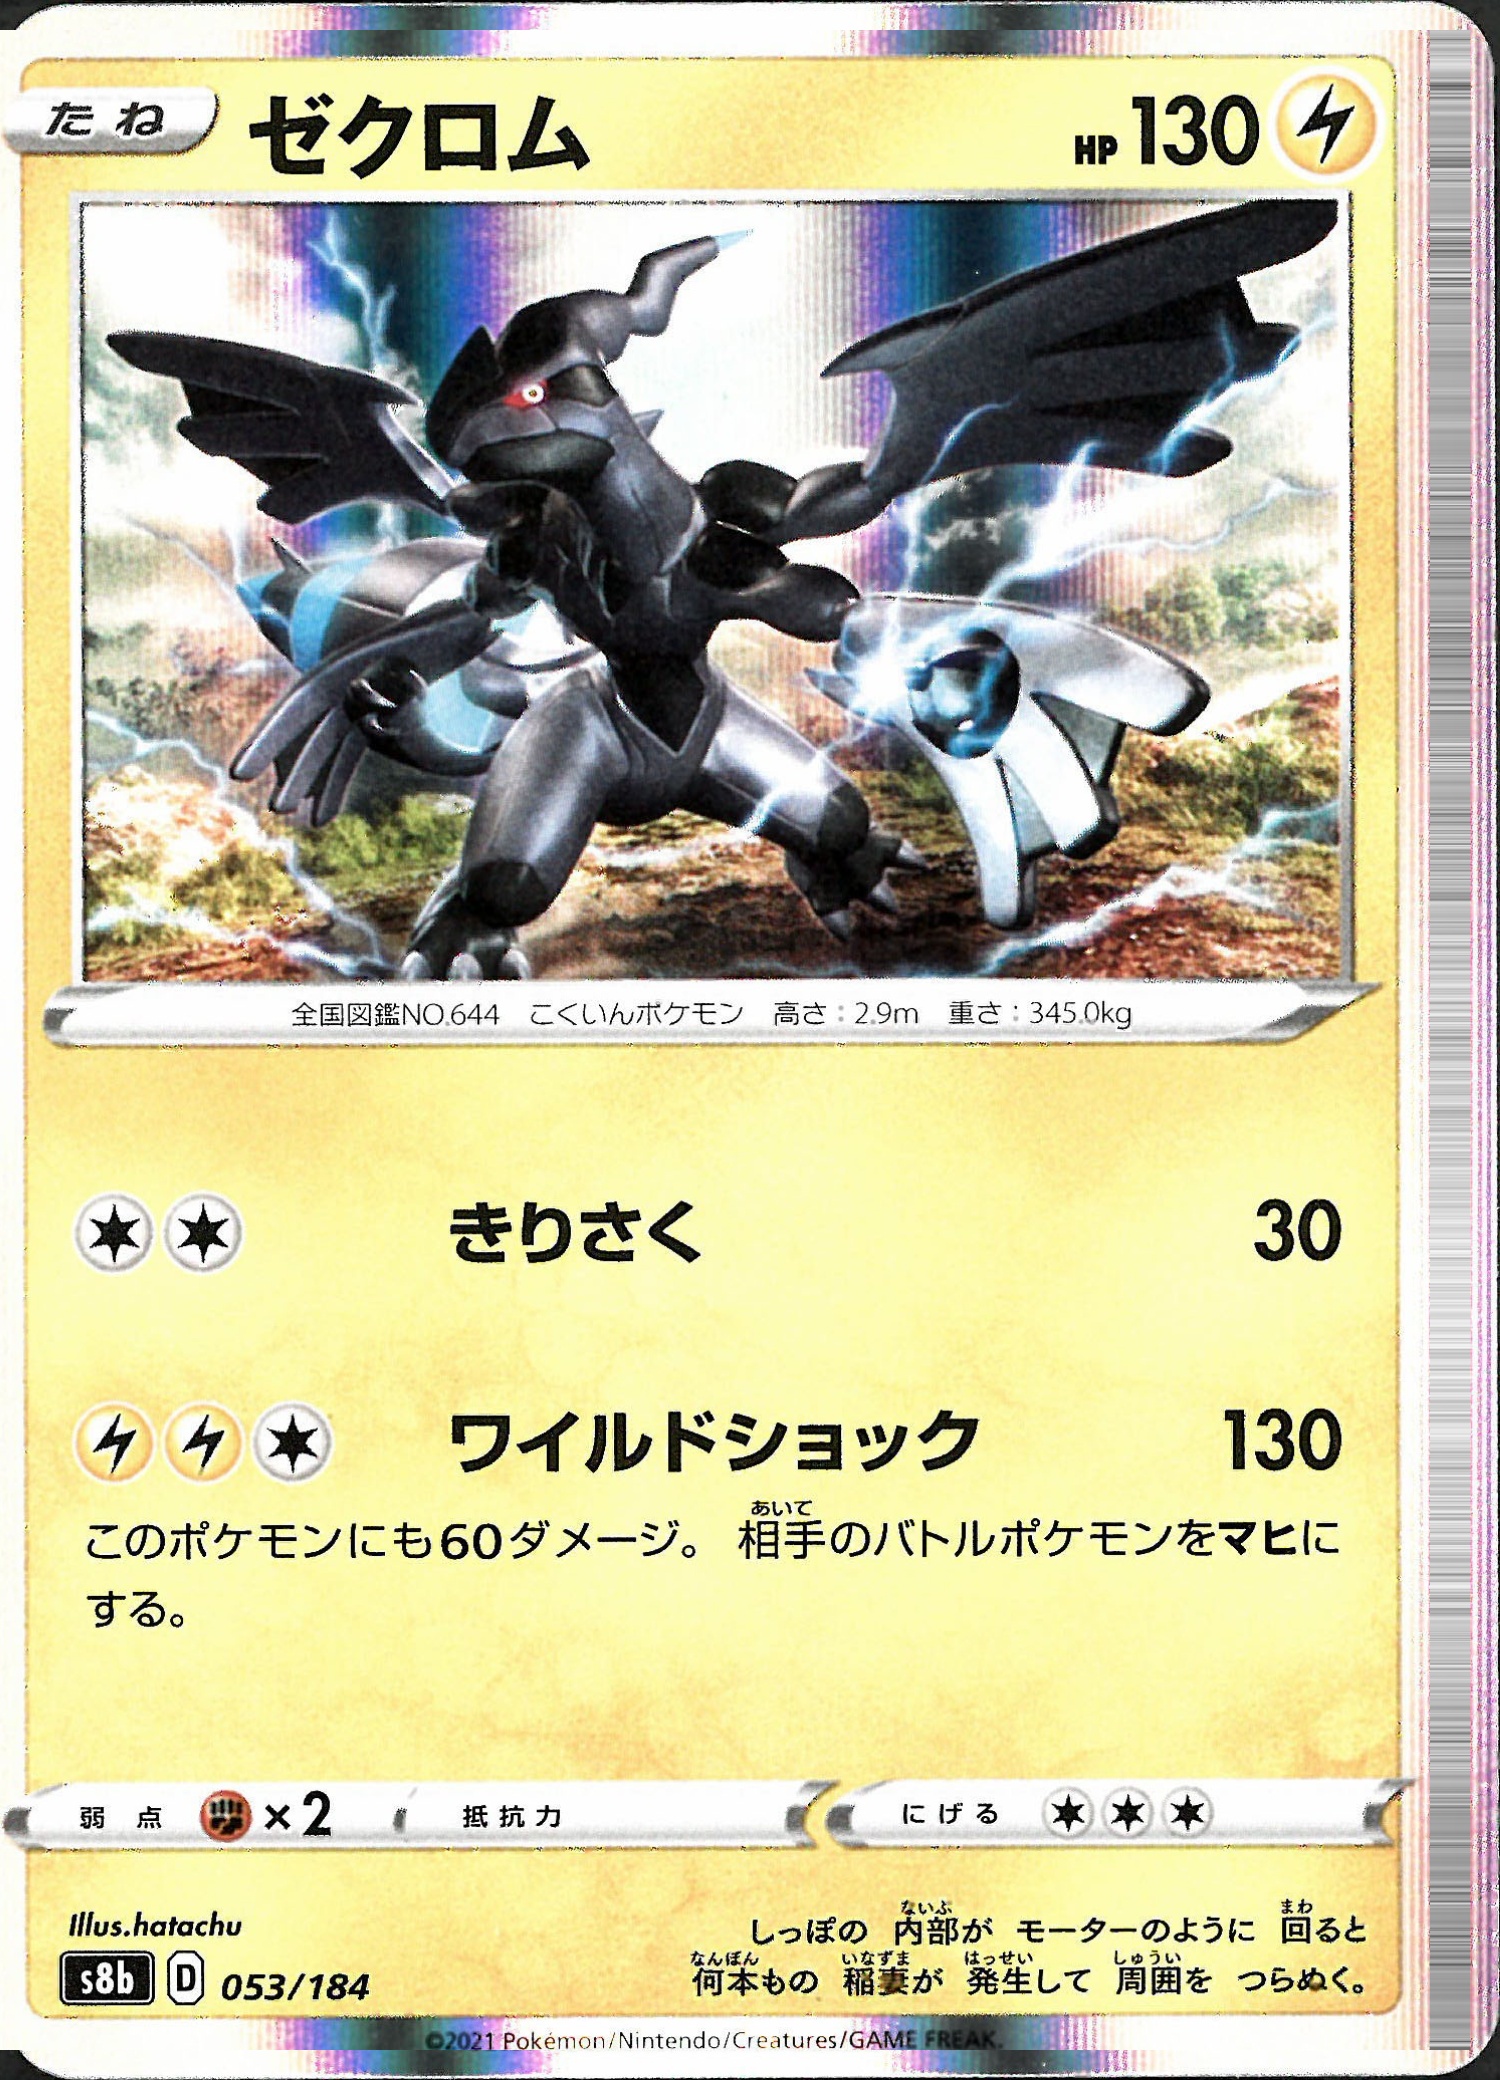 たね ゼクロム HP 130
全国図鑑NO.644 こくいんポケモン 高さ:2.9m 重さ:345.0kg
きりさく 30
ワイルドショック 130
このポケモンにも60ダメージ。相手のバトルポケモンをマヒに
する。
弱点 ×2 抵抗力 にげる
Illus.hatachu
s8b D 053/184
しっぽの 内部が モーターのように 回ると
何本もの 稲妻が 発生して 周囲を つらぬく。
©2021 Pokémon/Nintendo/Creatures/GAME FREAK.